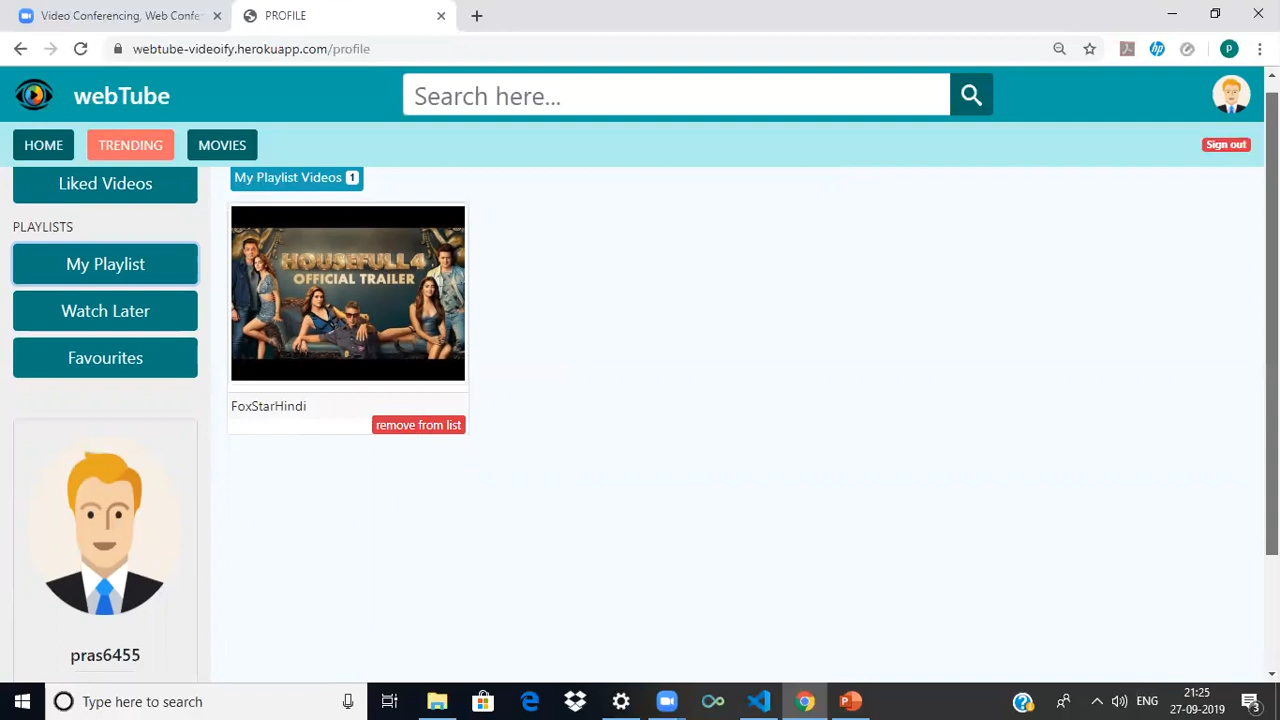 Video Conferencing, Web Confe
PROFILE
webtube-videoify.herokuapp.com/profile
P
webTube
Search here...
HOME
TRENDING
MOVIES
Sign out
Liked Videos
My Playlist Videos 1
PLAYLISTS
My Playlist
Watch Later
Favourites
HOUSEFULL 4
OFFICIAL TRAILER
FoxStarHindi
remove from list
pras6455
Type here to search
ENG
21:25
27-09-2019
3